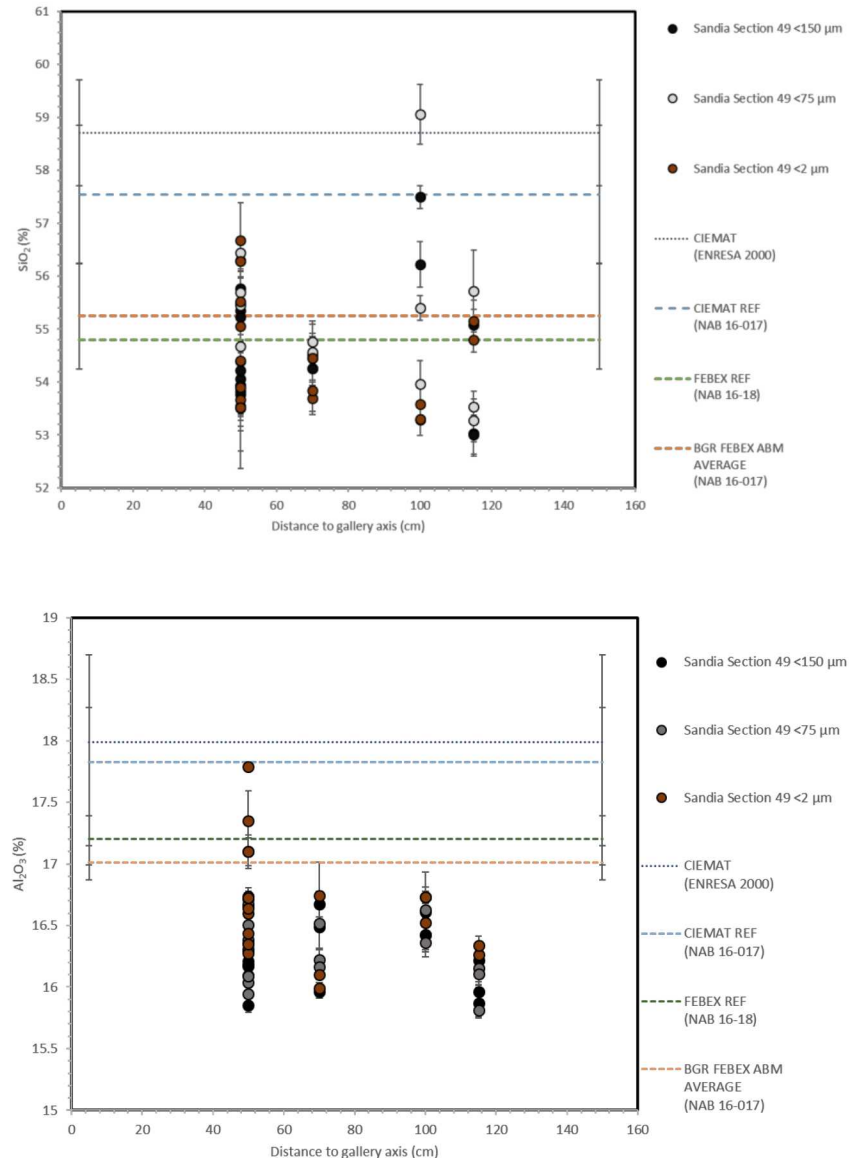 61
60
59
58
57
56
55
54
53
52
SiO2 (%)
0 20 40 60 80 100 120 140 160
Distance to gallery axis (cm)
Sandia Section 49 <150 µm
Sandia Section 49 <75 µm
Sandia Section 49 <2 µm
CIEMAT
(ENRESA 2000)
CIEMAT REF
(NAB 16-017)
FEBEX REF
(NAB 16-18)
BGR FEBEX ABM
AVERAGE
(NAB 16-017)
19
18.5
18
17.5
17
16.5
16
15.5
15
Al2O3 (%)
0 20 40 60 80 100 120 140 160
Distance to gallery axis (cm)
Sandia Section 49 <150 µm
Sandia Section 49 <75 µm
Sandia Section 49 <2 µm
CIEMAT
(ENRESA 2000)
CIEMAT REF
(NAB 16-017)
FEBEX REF
(NAB 16-18)
BGR FEBEX ABM
AVERAGE
(NAB 16-017)